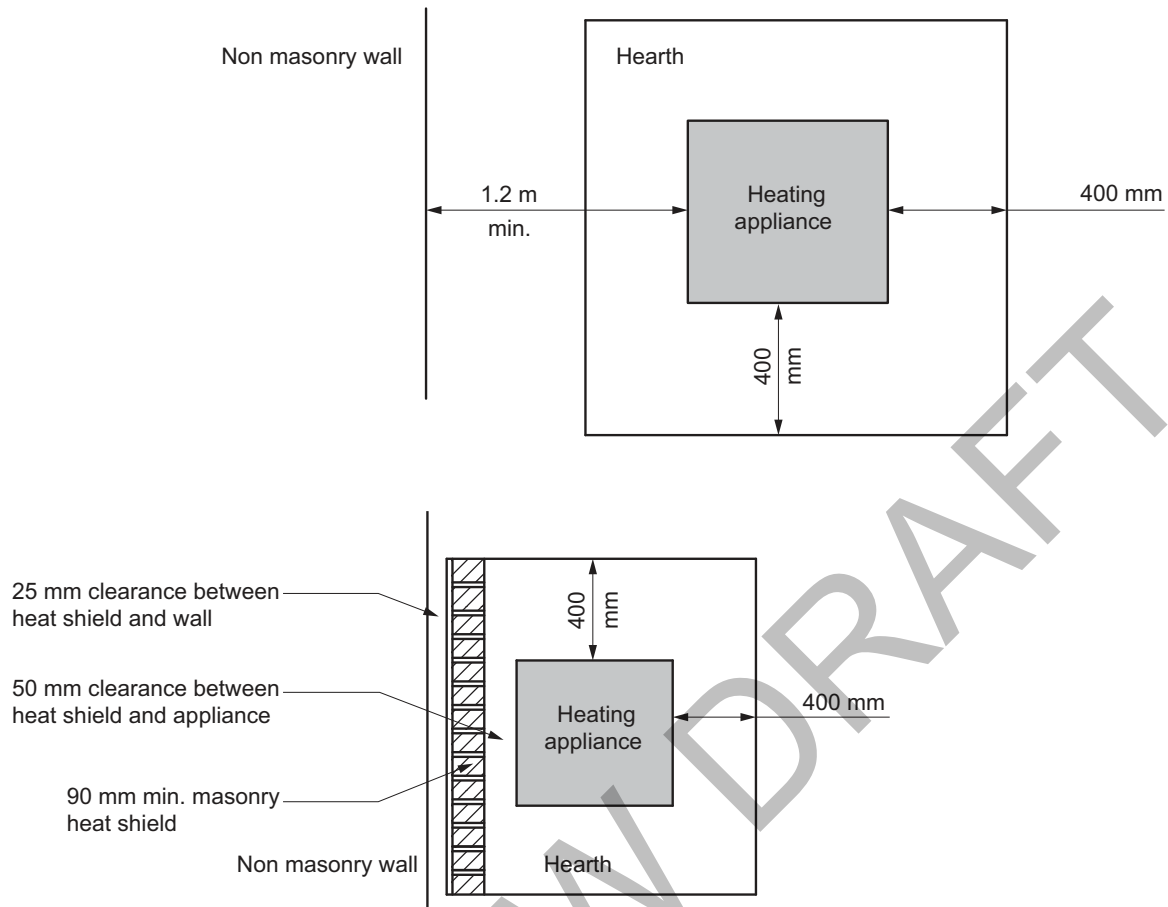 Non masonry wall
Hearth
Heating
appliance
1.2 m
min.
400 mm
400
mm
25 mm clearance between
heat shield and wall
400
mm
50 mm clearance between
heat shield and appliance
Heating
appliance
400 mm
90 mm min. masonry
heat shield
Non masonry wall
Hearth
W DRAFT